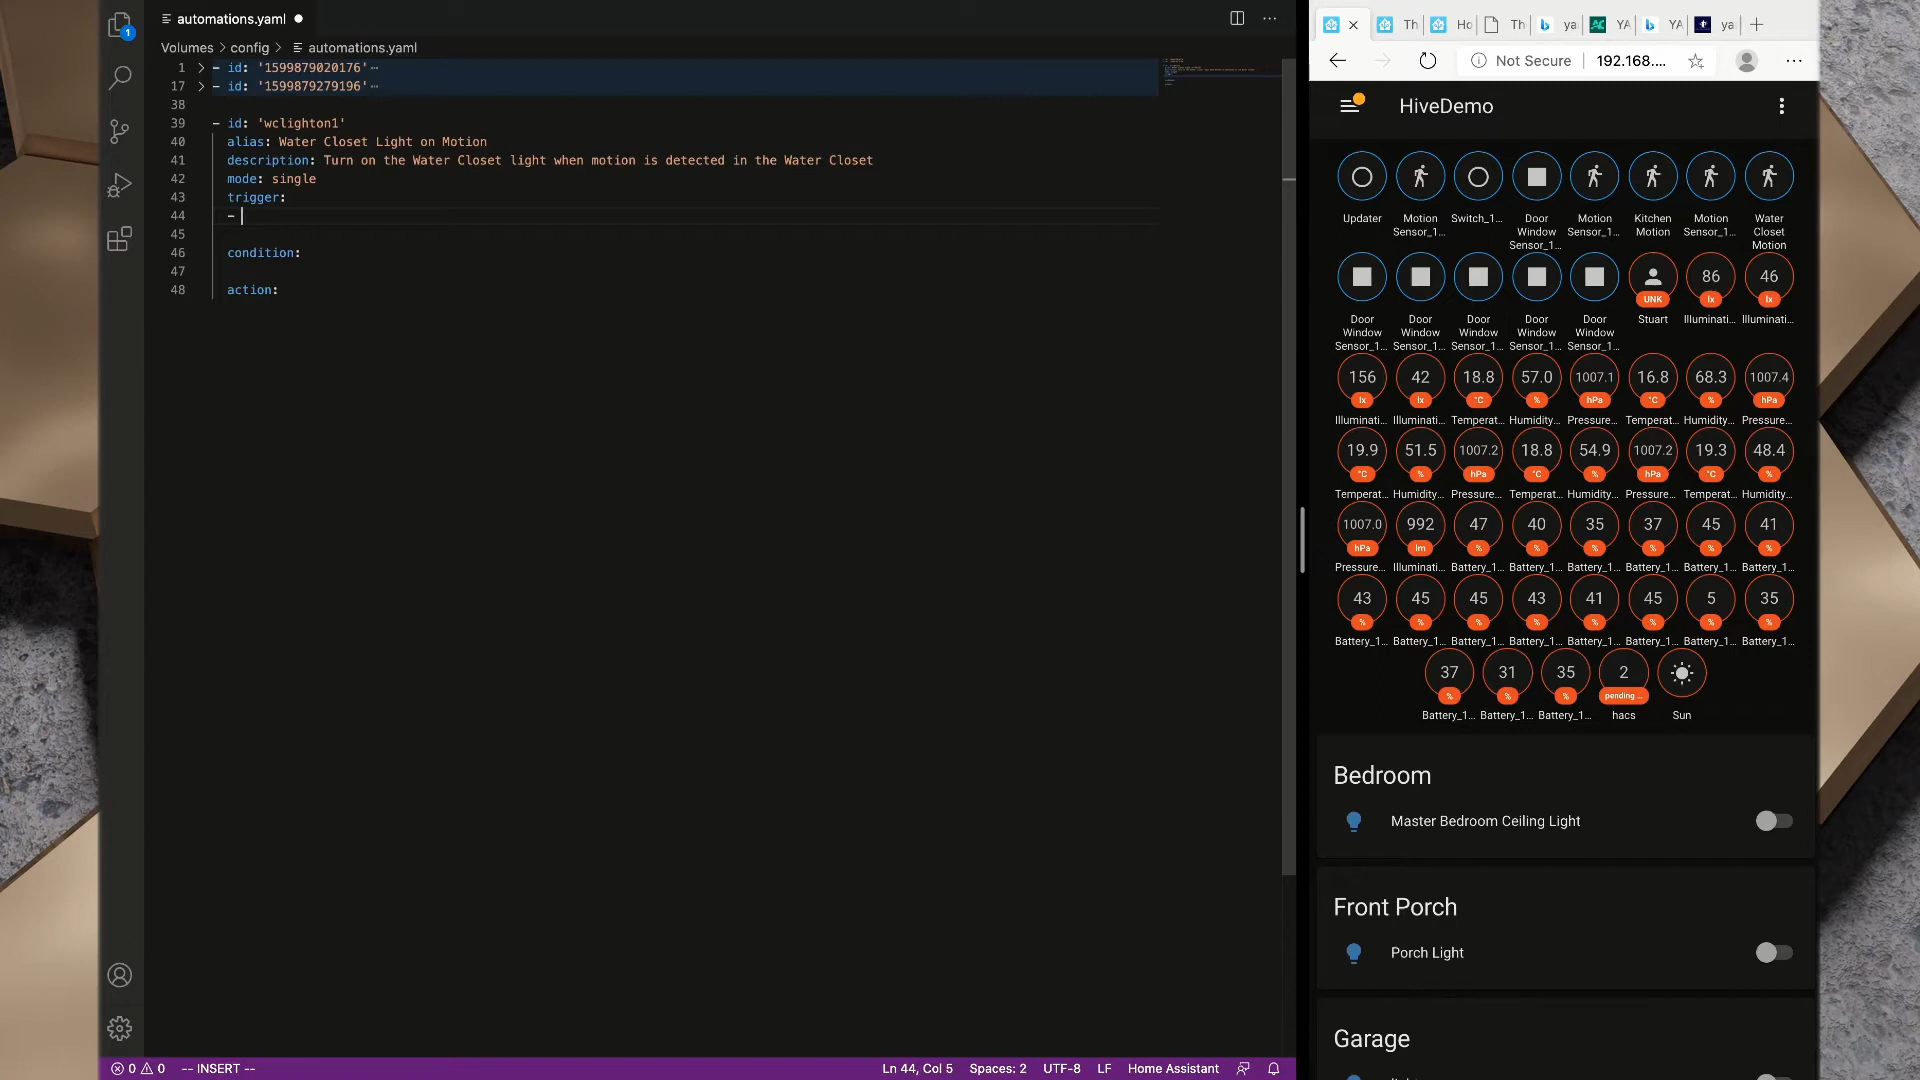 automations.yaml
Volumes > config > automations.yaml
1 > - id: '1599879020176'
17 > - id: '1599879279196'
38
39 - id: 'wclighton1'
40 alias: Water Closet Light on Motion
41 description: Turn on the Water Closet light when motion is detected in the Water Closet
42 mode: single
43 trigger:
44 -
45
46 condition:
47
48 action:
0 0 -- INSERT --
Ln 44, Col 5 Spaces: 2 UTF-8 LF Home Assistant
1
Th Ho Th ya YA YA ya
Not Secure 192.168....
HiveDemo
Updater Motion Sensor_1... Switch_1... Door Window Sensor_1... Motion Sensor_1... Kitchen Motion Motion Sensor_1... Water Closet Motion
UNK 86 lx 46 lx
Door Window Sensor_1... Door Window Sensor_1... Door Window Sensor_1... Door Window Sensor_1... Door Window Sensor_1... Stuart Illuminati... Illuminati...
156 42 18.8 57.0 1007.1 16.8 68.3 1007.4
lx lx °C % hPa °C % hPa
Illuminati... Illuminati... Temperat... Humidity... Pressure... Temperat... Humidity... Pressure...
19.9 51.5 1007.2 18.8 54.9 1007.2 19.3 48.4
°C % hPa °C % hPa °C %
Temperat... Humidity... Pressure... Temperat... Humidity... Pressure... Temperat... Humidity...
1007.0 992 47 40 35 37 45 41
hPa lm % % % % % %
Pressure... Illuminati... Battery_1... Battery_1... Battery_1... Battery_1... Battery_1... Battery_1...
43 45 45 43 41 45 5 35
% % % % % % % %
Battery_1... Battery_1... Battery_1... Battery_1... Battery_1... Battery_1... Battery_1... Battery_1...
37 31 35 2
% % % pending ...
Battery_1... Battery_1... Battery_1... hacs Sun
Bedroom
Master Bedroom Ceiling Light
Front Porch
Porch Light
Garage